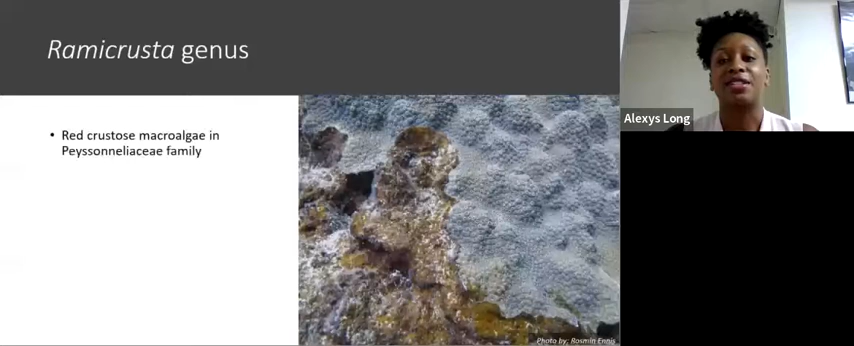 Ramicrusta genus
• Red crustose macroalgae in
Peyssonneliaceae family
Photo by: Rosmin Ennis
Alexys Long